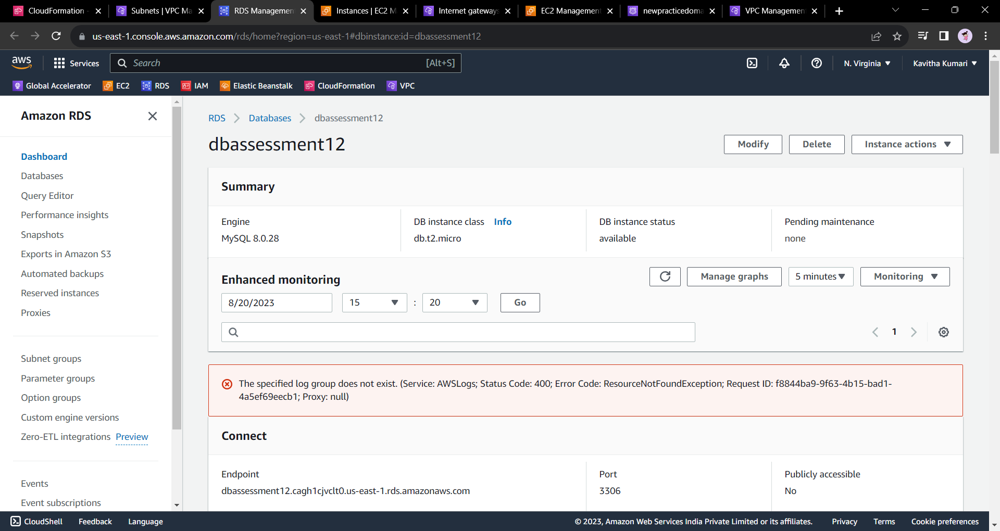 CloudFormation -
Subnets | VPC Ma
RDS Managemen
Instances | EC2 M
Internet gateways
EC2 Management
newpracticedoma
VPC Managemen
us-east-1.console.aws.amazon.com/rds/home?region=us-east-1#dbinstance:id=dbassessment12
aws
Services
Search
[Alt+S]
N. Virginia
Kavitha Kumari
Global Accelerator
EC2
RDS
IAM
Elastic Beanstalk
CloudFormation
VPC
Amazon RDS
Dashboard
Databases
Query Editor
Performance insights
Snapshots
Exports in Amazon S3
Automated backups
Reserved instances
Proxies
Subnet groups
Parameter groups
Option groups
Custom engine versions
Zero-ETL integrations Preview
Events
Event subscriptions
RDS
Databases
dbassessment12
dbassessment12
Modify
Delete
Instance actions
Summary
Engine
MySQL 8.0.28
DB instance class Info
db.t2.micro
DB instance status
available
Pending maintenance
none
Enhanced monitoring
Manage graphs
5 minutes
Monitoring
8/20/2023
15
:
20
Go
1
The specified log group does not exist. (Service: AWSLogs; Status Code: 400; Error Code: ResourceNotFoundException; Request ID: f8844ba9-9f63-4b15-bad1-
4a5ef69eecb1; Proxy: null)
Connect
Endpoint
dbassessment12.cagh1cjvclt0.us-east-1.rds.amazonaws.com
Port
3306
Publicly accessible
No
CloudShell
Feedback
Language
© 2023, Amazon Web Services India Private Limited or its affiliates.
Privacy
Terms
Cookie preferences